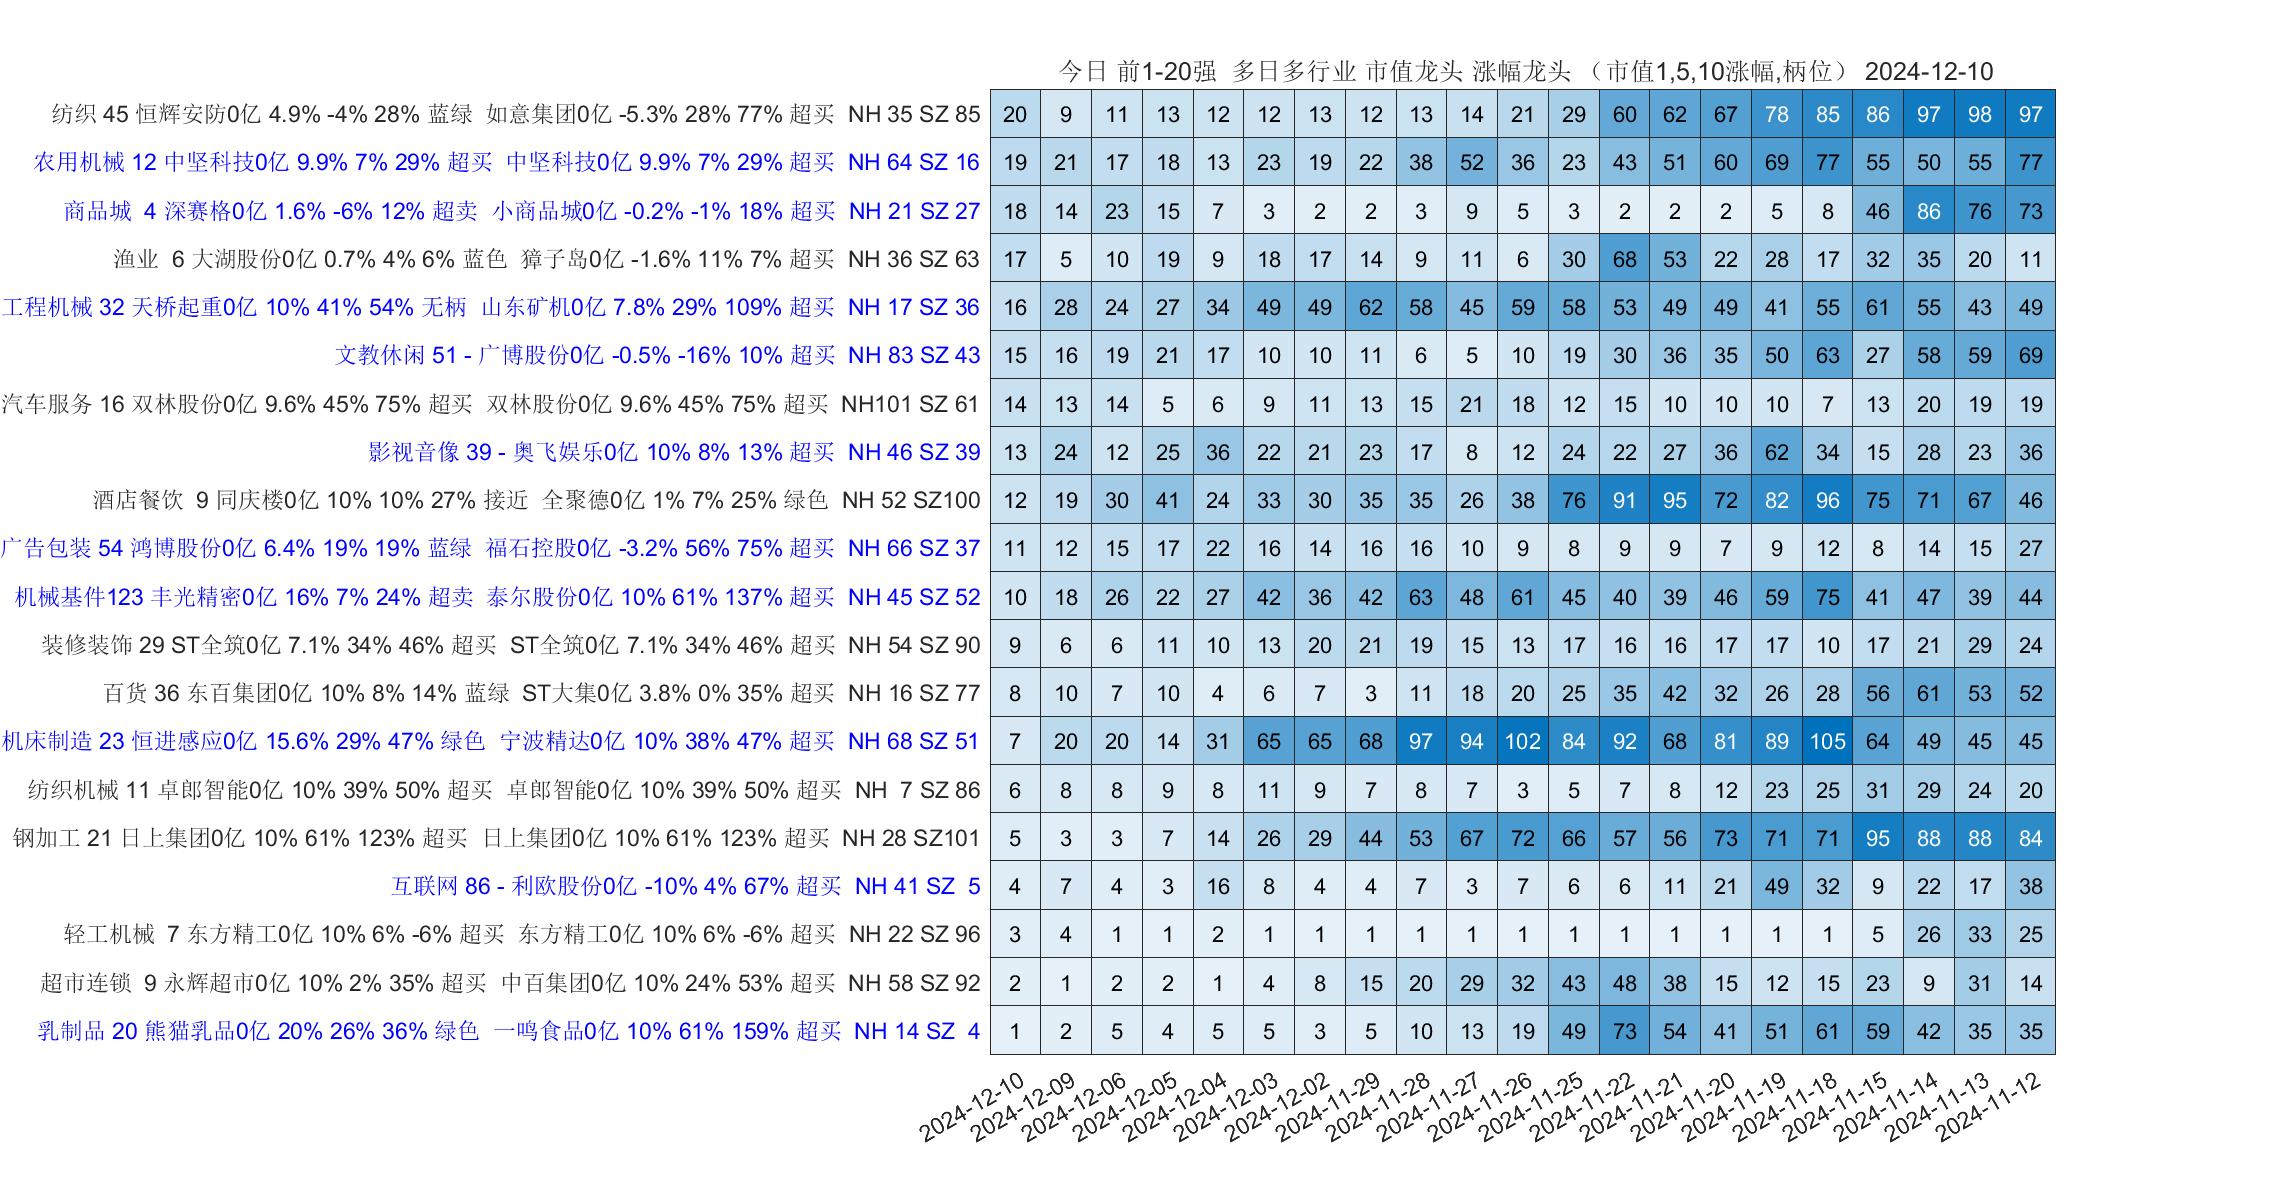 今日 前1-20强 多日多行业 市值龙头 涨幅龙头 （市值1,5,10涨幅,柄位） 2024-12-10
纺织 45 恒辉安防0亿 4.9% -4% 28% 蓝绿 如意集团0亿 -5.3% 28% 77% 超买 NH 35 SZ 85 20 9 11 13 12 12 13 12 13 14 21 29 60 62 67 78 85 86 97 98 97
农用机械 12 中坚科技0亿 9.9% 7% 29% 超买 中坚科技0亿 9.9% 7% 29% 超买 NH 64 SZ 16 19 21 17 18 13 23 19 22 38 52 36 23 43 51 60 69 77 55 50 55 77
商品城 4 深赛格0亿 1.6% -6% 12% 超卖 小商品城0亿 -0.2% -1% 18% 超买 NH 21 SZ 27 18 14 23 15 7 3 2 2 3 9 5 3 2 2 2 5 8 46 86 76 73
渔业 6 大湖股份0亿 0.7% 4% 6% 蓝色 獐子岛0亿 -1.6% 11% 7% 超买 NH 36 SZ 63 17 5 10 19 9 18 17 14 9 11 6 30 68 53 22 28 17 32 35 20 11
工程机械 32 天桥起重0亿 10% 41% 54% 无柄 山东矿机0亿 7.8% 29% 109% 超买 NH 17 SZ 36 16 28 24 27 34 49 49 62 58 45 59 58 53 49 49 41 55 61 55 43 49
文教休闲 51 - 广博股份0亿 -0.5% -16% 10% 超买 NH 83 SZ 43 15 16 19 21 17 10 10 11 6 5 10 19 30 36 35 50 63 27 58 59 69
汽车服务 16 双林股份0亿 9.6% 45% 75% 超买 双林股份0亿 9.6% 45% 75% 超买 NH101 SZ 61 14 13 14 5 6 9 11 13 15 21 18 12 15 10 10 10 7 13 20 19 19
影视音像 39 - 奥飞娱乐0亿 10% 8% 13% 超买 NH 46 SZ 39 13 24 12 25 36 22 21 23 17 8 12 24 22 27 36 62 34 15 28 23 36
酒店餐饮 9 同庆楼0亿 10% 10% 27% 接近 全聚德0亿 1% 7% 25% 绿色 NH 52 SZ100 12 19 30 41 24 33 30 35 35 26 38 76 91 95 72 82 96 75 71 67 46
广告包装 54 鸿博股份0亿 6.4% 19% 19% 蓝绿 福石控股0亿 -3.2% 56% 75% 超买 NH 66 SZ 37 11 12 15 17 22 16 14 16 16 10 9 8 9 9 7 9 12 8 14 15 27
机械基件123 丰光精密0亿 16% 7% 24% 超卖 泰尔股份0亿 10% 61% 137% 超买 NH 45 SZ 52 10 18 26 22 27 42 36 42 63 48 61 45 40 39 46 59 75 41 47 39 44
装修装饰 29 ST全筑0亿 7.1% 34% 46% 超买 ST全筑0亿 7.1% 34% 46% 超买 NH 54 SZ 90 9 6 6 11 10 13 20 21 19 15 13 17 16 16 17 17 10 17 21 29 24
百货 36 东百集团0亿 10% 8% 14% 蓝绿 ST大集0亿 3.8% 0% 35% 超买 NH 16 SZ 77 8 10 7 10 4 6 7 3 11 18 20 25 35 42 32 26 28 56 61 53 52
机床制造 23 恒进感应0亿 15.6% 29% 47% 绿色 宁波精达0亿 10% 38% 47% 超买 NH 68 SZ 51 7 20 20 14 31 65 65 68 97 94 102 84 92 68 81 89 105 64 49 45 45
纺织机械 11 卓郎智能0亿 10% 39% 50% 超买 卓郎智能0亿 10% 39% 50% 超买 NH 7 SZ 86 6 8 8 9 8 11 9 7 8 7 3 5 7 8 12 23 25 31 29 24 20
钢加工 21 日上集团0亿 10% 61% 123% 超买 日上集团0亿 10% 61% 123% 超买 NH 28 SZ101 5 3 3 7 14 26 29 44 53 67 72 66 57 56 73 71 71 95 88 88 84
互联网 86 - 利欧股份0亿 -10% 4% 67% 超买 NH 41 SZ 5 4 7 4 3 16 8 4 4 7 3 7 6 6 11 21 49 32 9 22 17 38
轻工机械 7 东方精工0亿 10% 6% -6% 超买 东方精工0亿 10% 6% -6% 超买 NH 22 SZ 96 3 4 1 1 2 1 1 1 1 1 1 1 1 1 1 1 1 5 26 33 25
超市连锁 9 永辉超市0亿 10% 2% 35% 超买 中百集团0亿 10% 24% 53% 超买 NH 58 SZ 92 2 1 2 2 1 4 8 15 20 29 32 43 48 38 15 12 15 23 9 31 14
乳制品 20 熊猫乳品0亿 20% 26% 36% 绿色 一鸣食品0亿 10% 61% 159% 超买 NH 14 SZ 4 1 2 5 4 5 5 3 5 10 13 19 49 73 54 41 51 61 59 42 35 35
2024-12-10 2024-12-09 2024-12-06 2024-12-05 2024-12-04 2024-12-03 2024-12-02 2024-11-29 2024-11-28 2024-11-27 2024-11-26 2024-11-25 2024-11-22 2024-11-21 2024-11-20 2024-11-19 2024-11-18 2024-11-15 2024-11-14 2024-11-13 2024-11-12